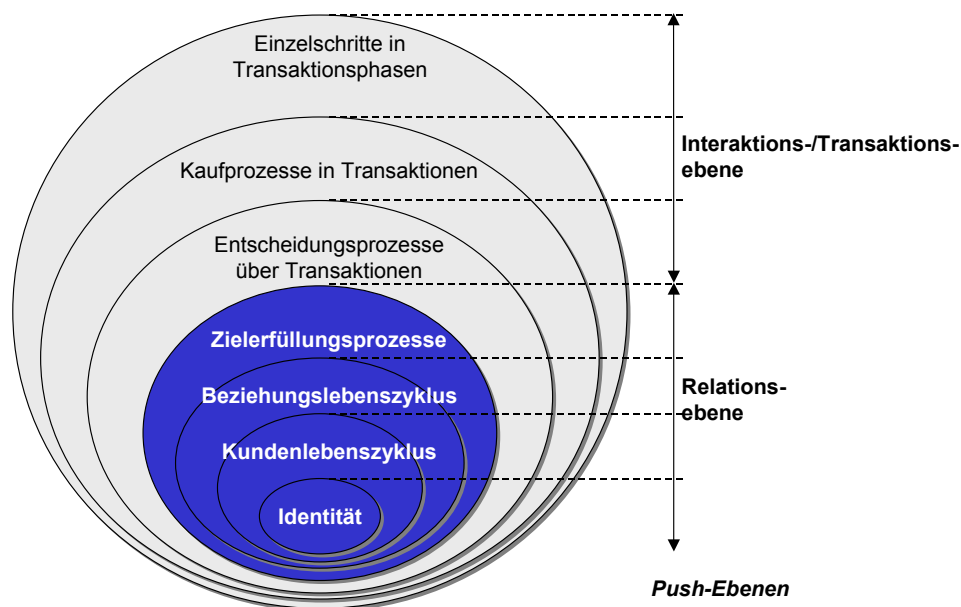 Einzelschritte in
Transaktionsphasen
Kaufprozesse in Transaktionen
Entscheidungsprozesse
über Transaktionen
Zielerfüllungsprozesse
Beziehungslebenszyklus
Kundenlebenszyklus
Identität
Interaktions-/Transaktions-
ebene
Relations-
ebene
Push-Ebenen